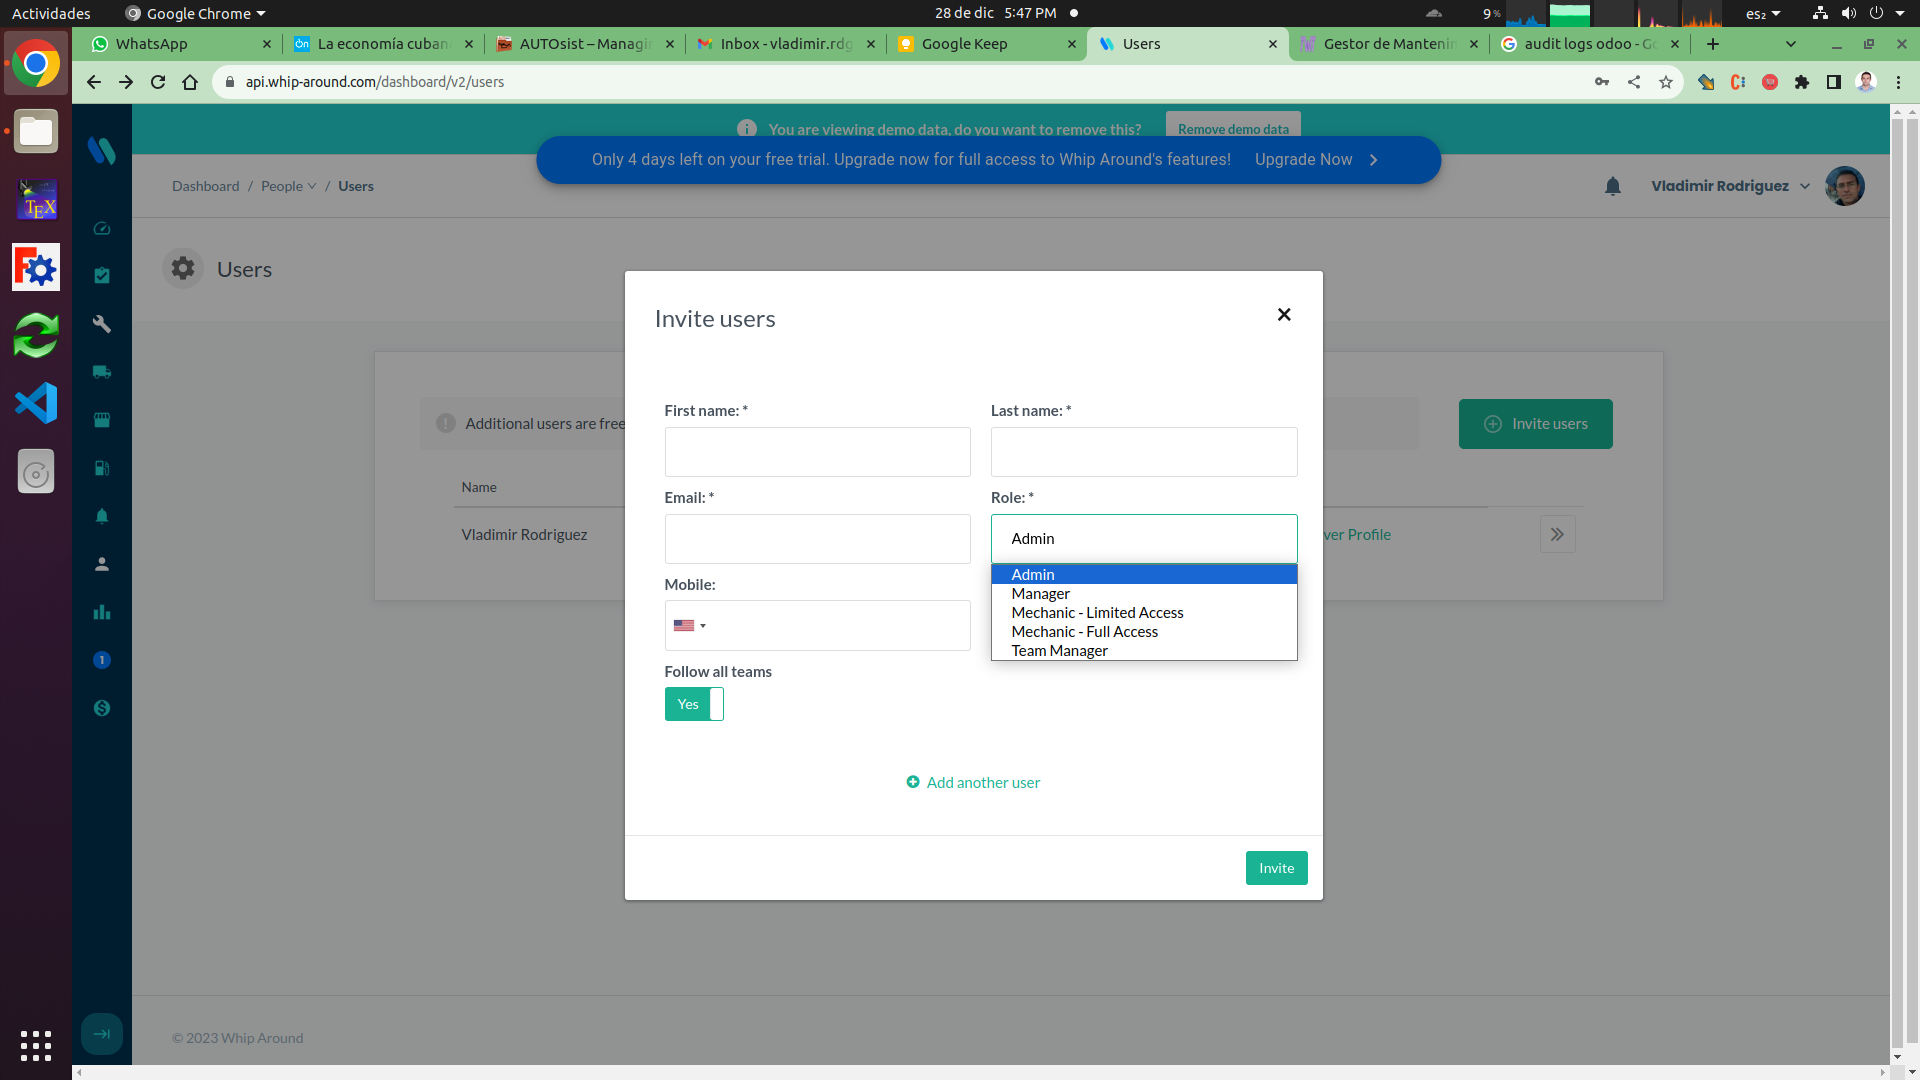 Actividades
Google Chrome
28 de dic 5:47 PM
9%
es₂
WhatsApp
La economía cuban
AUTOsist – Managin
Inbox - vladimir.rdg
Google Keep
Users
Gestor de Mantenin
audit logs odoo - Go
api.whip-around.com/dashboard/v2/users
You are viewing demo data, do you want to remove this?
Remove demo data
Only 4 days left on your free trial. Upgrade now for full access to Whip Around's features!
Upgrade Now
Dashboard / People / Users
Vladimir Rodriguez
Users
Invite users
Additional users are free
Invite users
First name: *
Last name: *
Name
Email: *
Role: *
Vladimir Rodriguez
Admin
ver Profile
Admin
Manager
Mechanic - Limited Access
Mechanic - Full Access
Team Manager
Mobile:
Follow all teams
Yes
1
Add another user
Invite
© 2023 Whip Around